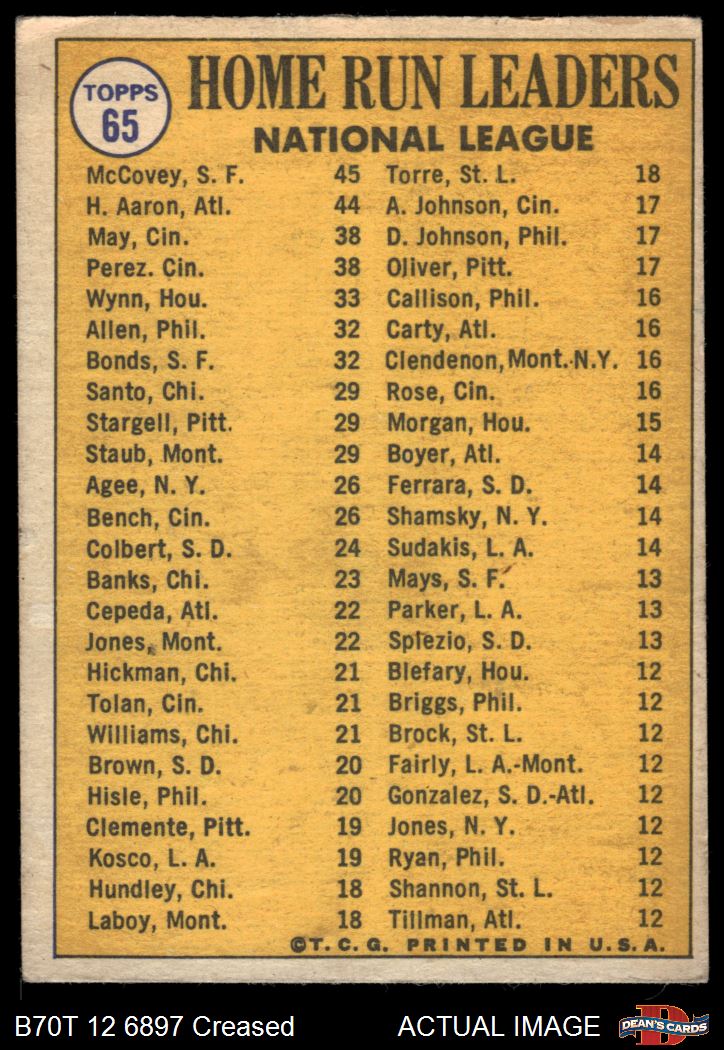 TOPPS
65
HOME RUN LEADERS
NATIONAL LEAGUE
McCovey, S. F. 45
H. Aaron, Atl. 44
May, Cin. 38
Perez. Cin. 38
Wynn, Hou. 33
Allen, Phil. 32
Bonds, S. F. 32
Santo, Chi. 29
Stargell, Pitt. 29
Staub, Mont. 29
Agee, N. Y. 26
Bench, Cin. 26
Colbert, S. D. 24
Banks, Chi. 23
Cepeda, Atl. 22
Jones, Mont. 22
Hickman, Chi. 21
Tolan, Cin. 21
Williams, Chi. 21
Brown, S. D. 20
Hisle, Phil. 20
Clemente, Pitt. 19
Kosco, L. A. 19
Hundley, Chi. 18
Laboy, Mont. 18
Torre, St. L. 18
A. Johnson, Cin. 17
D. Johnson, Phil. 17
Oliver, Pitt. 17
Callison, Phil. 16
Carty, Atl. 16
Clendenon, Mont.-N.Y. 16
Rose, Cin. 16
Morgan, Hou. 15
Boyer, Atl. 14
Ferrara, S. D. 14
Shamsky, N. Y. 14
Sudakis, L. A. 14
Mays, S. F. 13
Parker, L. A. 13
Spiezio, S. D. 13
Blefary, Hou. 12
Briggs, Phil. 12
Brock, St. L. 12
Fairly, L. A.-Mont. 12
Gonzalez, S. D.-Atl. 12
Jones, N. Y. 12
Ryan, Phil. 12
Shannon, St. L. 12
Tillman, Atl. 12
©T. C. G. PRINTED IN U. S. A.
B70T 12 6897 Creased ACTUAL IMAGE
D
DEAN'S CARDS